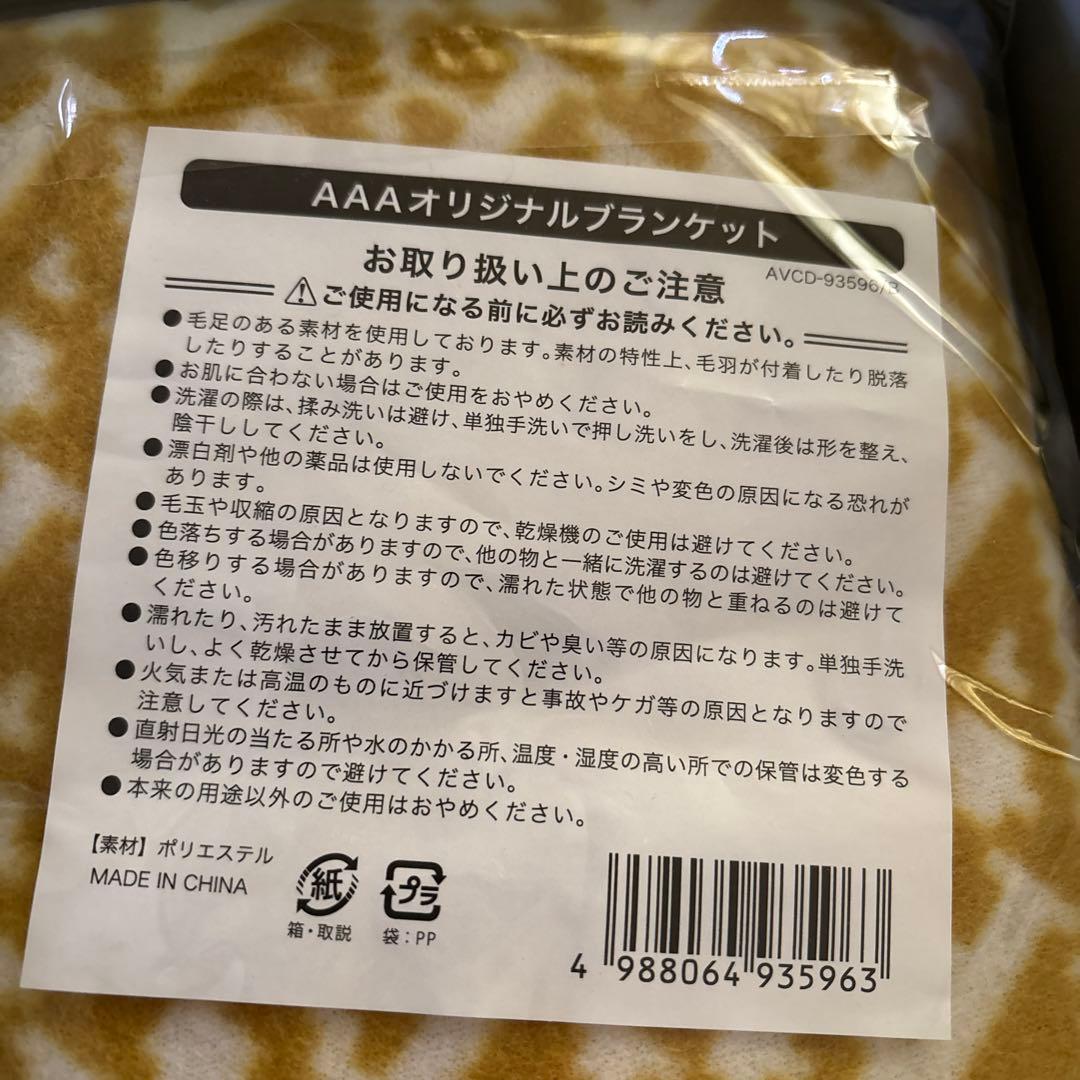 AAAオリジナルブランケット
お取り扱い上のご注意
AVCD-93596/B
⚠ご使用になる前に必ずお読みください。
●毛足のある素材を使用しております。素材の特性上、毛羽が付着したり脱落
したりすることがあります。
●お肌に合わない場合はご使用をおやめください。
●洗濯の際は、揉み洗いは避け、単独手洗いで押し洗いをし、洗濯後は形を整え、
陰干ししてください。
●漂白剤や他の薬品は使用しないでください。シミや変色の原因になる恐れが
あります。
●毛玉や収縮の原因となりますので、乾燥機のご使用は避けてください。
●色落ちする場合がありますので、他の物と一緒に洗濯するのは避けてください。
●色移りする場合がありますので、濡れた状態で他の物と重ねるのは避けて
ください。
●濡れたり、汚れたまま放置すると、カビや臭い等の原因になります。単独手洗
いし、よく乾燥させてから保管してください。
●火気または高温のものに近づけますと事故やケガ等の原因となりますので
注意してください。
●直射日光の当たる所や水のかかる所、温度・湿度の高い所での保管は変色する
場合がありますので避けてください。
●本来の用途以外のご使用はおやめください。
【素材】ポリエステル
MADE IN CHINA
紙
箱・取説
プラ
袋：PP
4 988064 935963